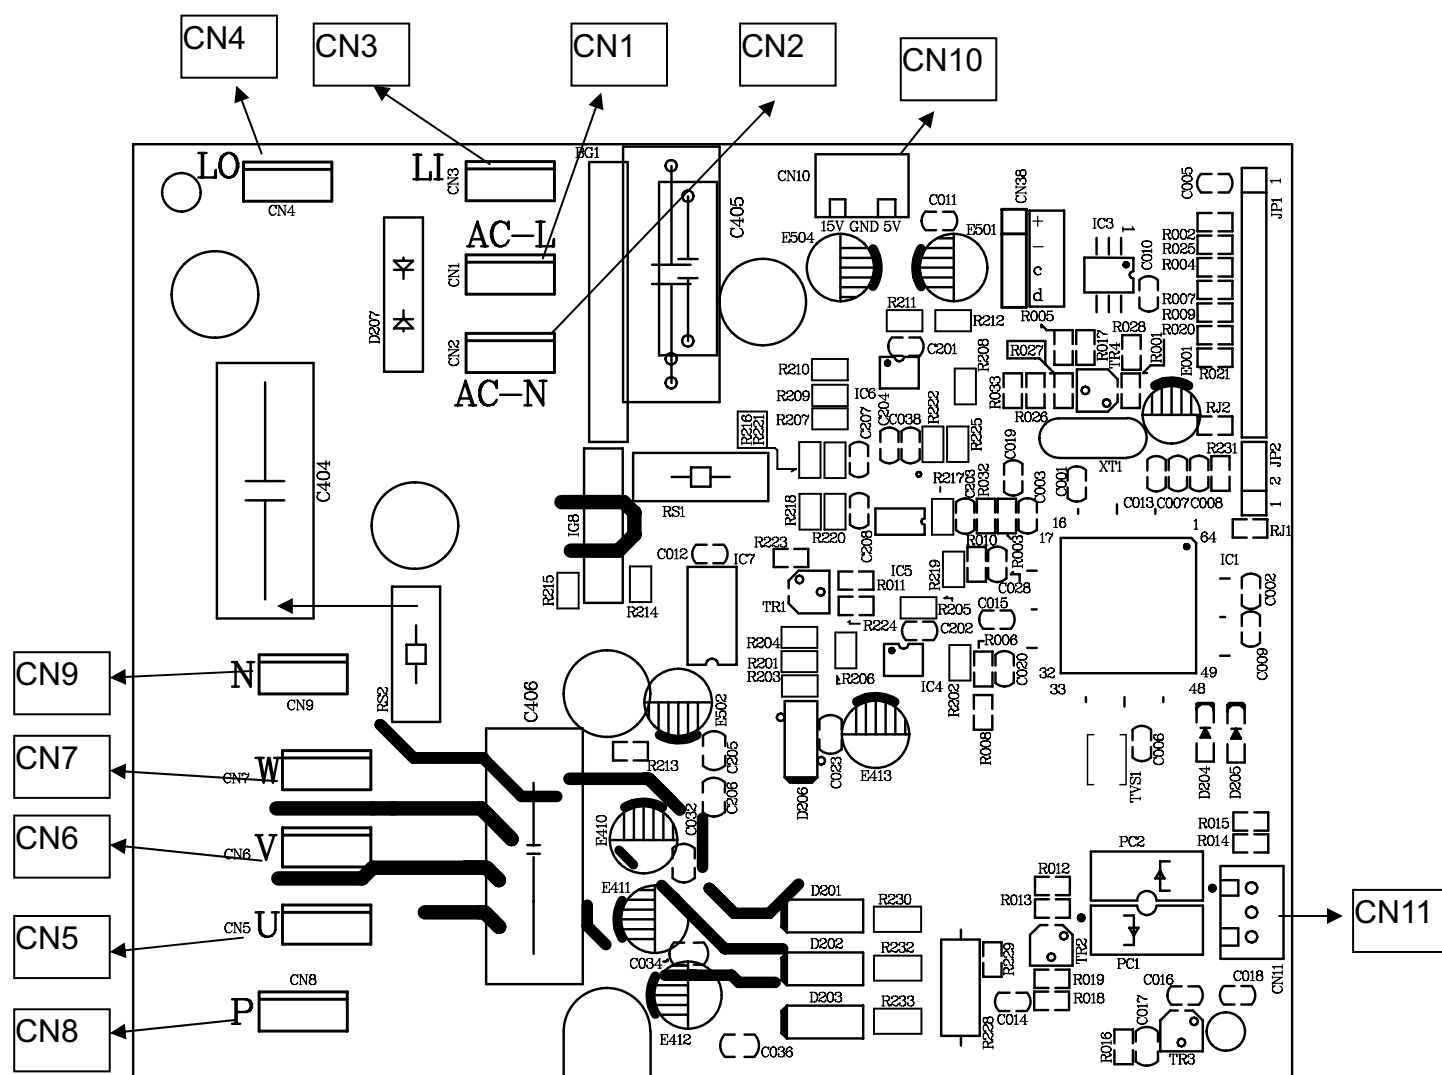 CN4
CN3
CN1
CN2
CN10
LO
CN4
LI
CN3
BG1
C405
CN10
15V GND 5V
C011
CN38
+
−
c
d
IC3
1
C010
C005
1
JP1
R002
R025
R004
R007
R009
R020
R021
AC-L
CN1
D207
CN2
AC-N
E504
E501
R211
R212
R005
R017
R028
R001
R027
TR4
E001
C201
R208
R210
R209
R207
IC6
C204
C038
R222
R225
R033
R026
RJ2
R216
R221
C207
C019
XT1
R231
JP2
2
1
C404
RS1
IG8
R217
C203
R032
C003
C001
C013
C007
C008
R218
R220
C208
16
17
1
64
RJ1
C012
IC7
R223
R010
R003
IC1
R215
R214
TR1
R011
IC5
R219
C028
C002
R224
R205
C015
C202
R204
R201
R203
R206
IC4
R202
R006
C020
32
33
49
48
C009
CN9
N
CN9
RS2
C406
E502
R008
CN7
CN7
W
R213
C205
C206
D206
C023
E413
TVS1
C006
D204
D205
CN6
CN6
V
E410
C032
R015
R014
PC2
R012
R013
CN5
CN5
U
E411
D201
R230
CN11
C034
D202
R232
R229
TR2
PC1
CN11
CN8
P
CN8
R019
R018
C016
C018
D203
R233
R228
C014
C017
E412
C036
R016
TR3